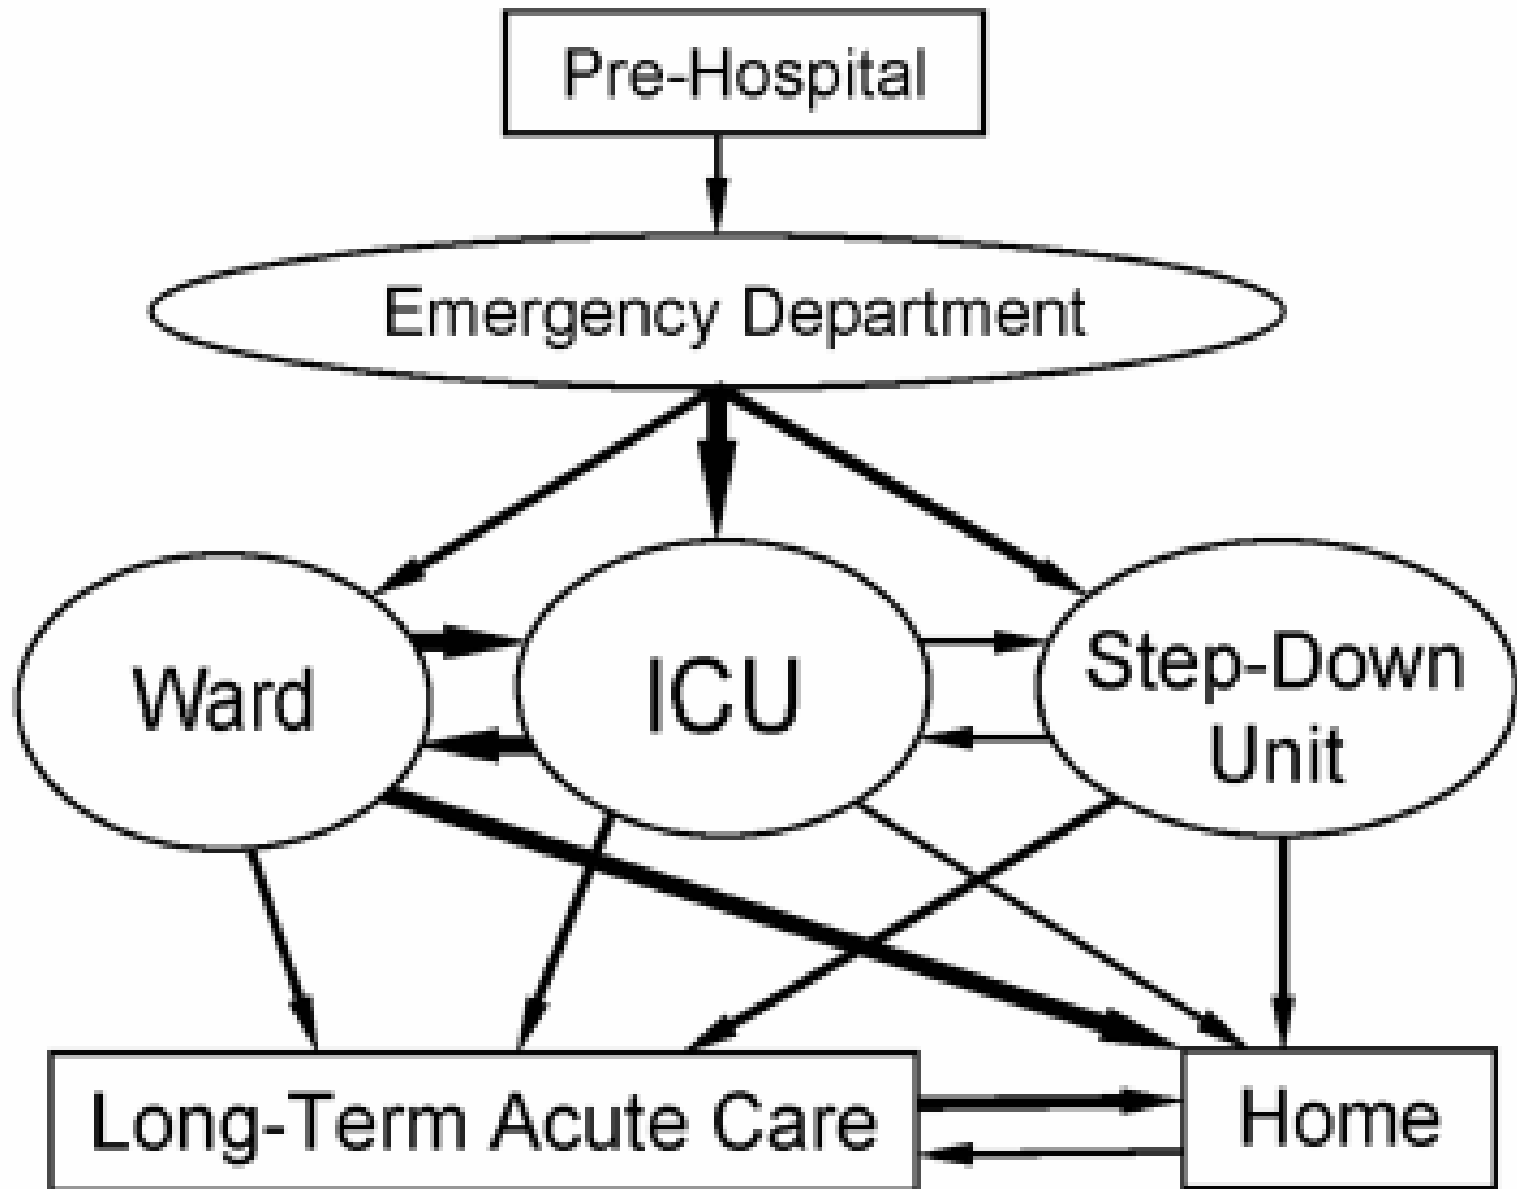 Pre-Hospital
Emergency Department
Ward
ICU
Step-Down
Unit
Long-Term Acute Care
Home